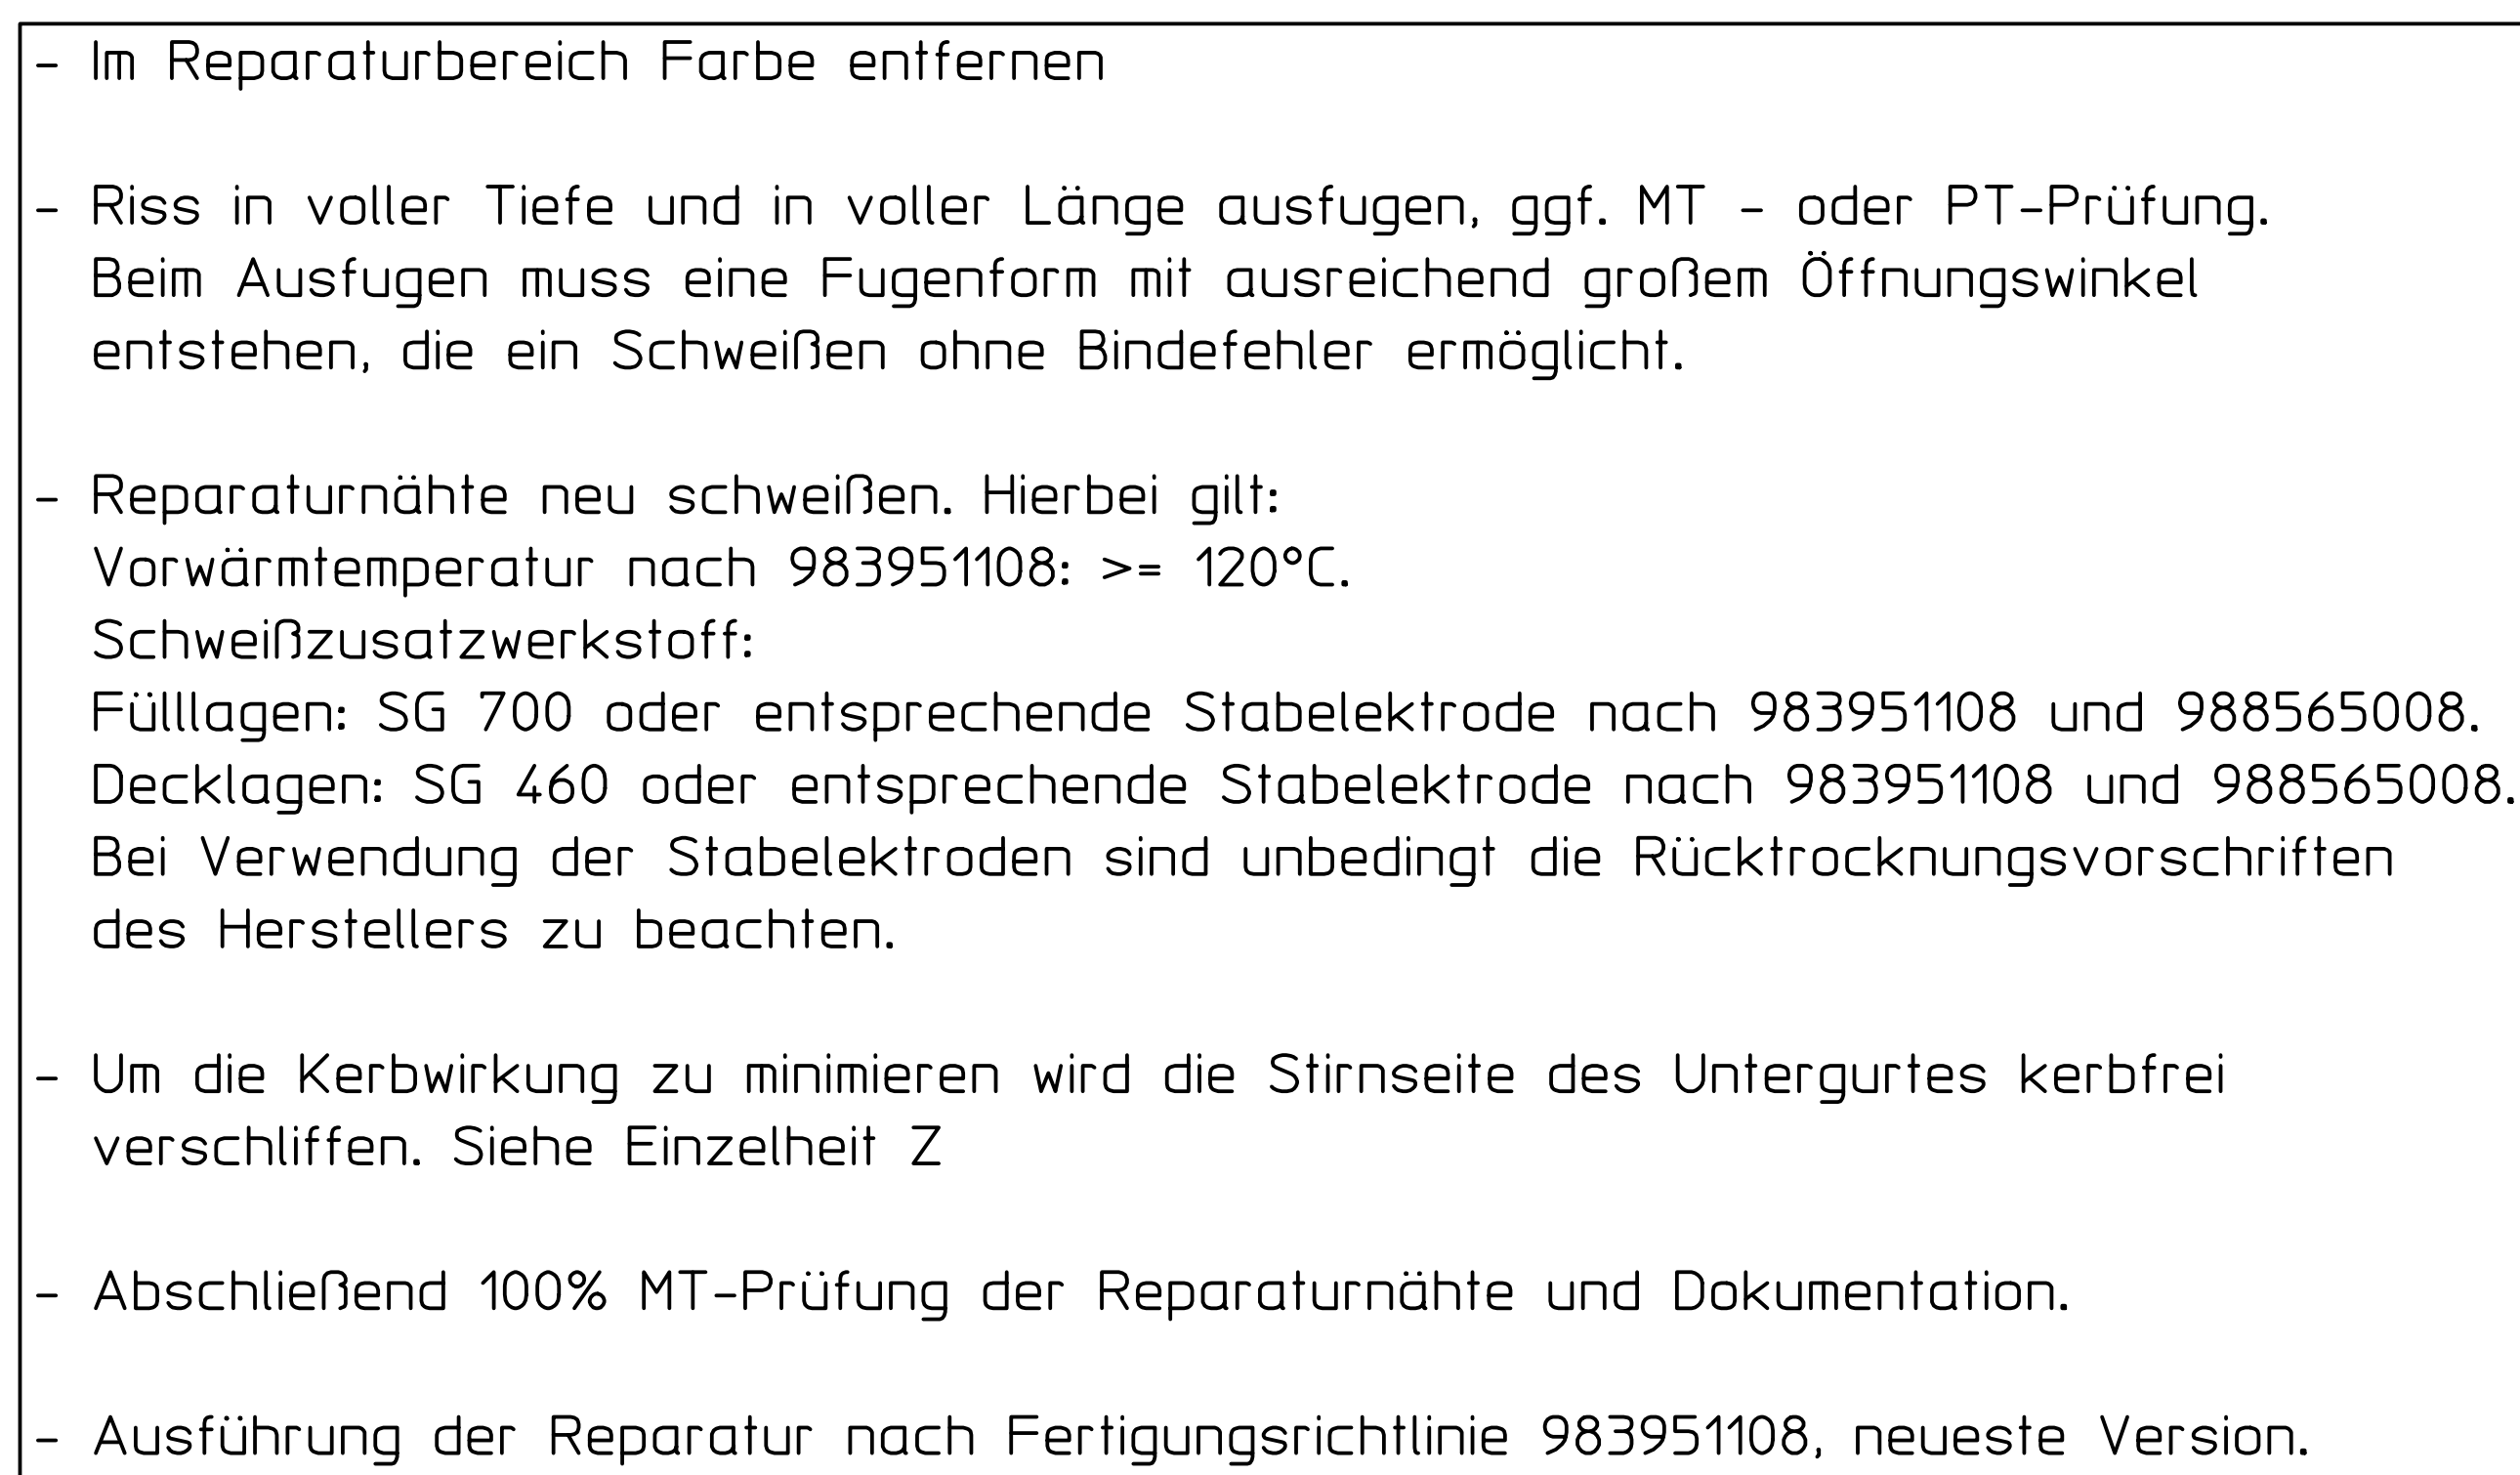 - Im Reparaturbereich Farbe entfernen
- Riss in voller Tiefe und in voller Länge ausfugen, ggf. MT - oder PT-Prüfung.
Beim Ausfugen muss eine Fugenform mit ausreichend großem Öffnungswinkel
entstehen, die ein Schweißen ohne Bindefehler ermöglicht.
- Reparaturnähte neu schweißen. Hierbei gilt:
Vorwärmtemperatur nach 983951108: >= 120°C.
Schweißzusatzwerkstoff:
Fülllagen: SG 700 oder entsprechende Stabelektrode nach 983951108 und 988565008.
Decklagen: SG 460 oder entsprechende Stabelektrode nach 983951108 und 988565008.
Bei Verwendung der Stabelektroden sind unbedingt die Rücktrocknungsvorschriften
des Herstellers zu beachten.
- Um die Kerbwirkung zu minimieren wird die Stirnseite des Untergurtes kerbfrei
verschliffen. Siehe Einzelheit Z
- Abschließend 100% MT-Prüfung der Reparaturnähte und Dokumentation.
- Ausführung der Reparatur nach Fertigungsrichtlinie 983951108, neueste Version.